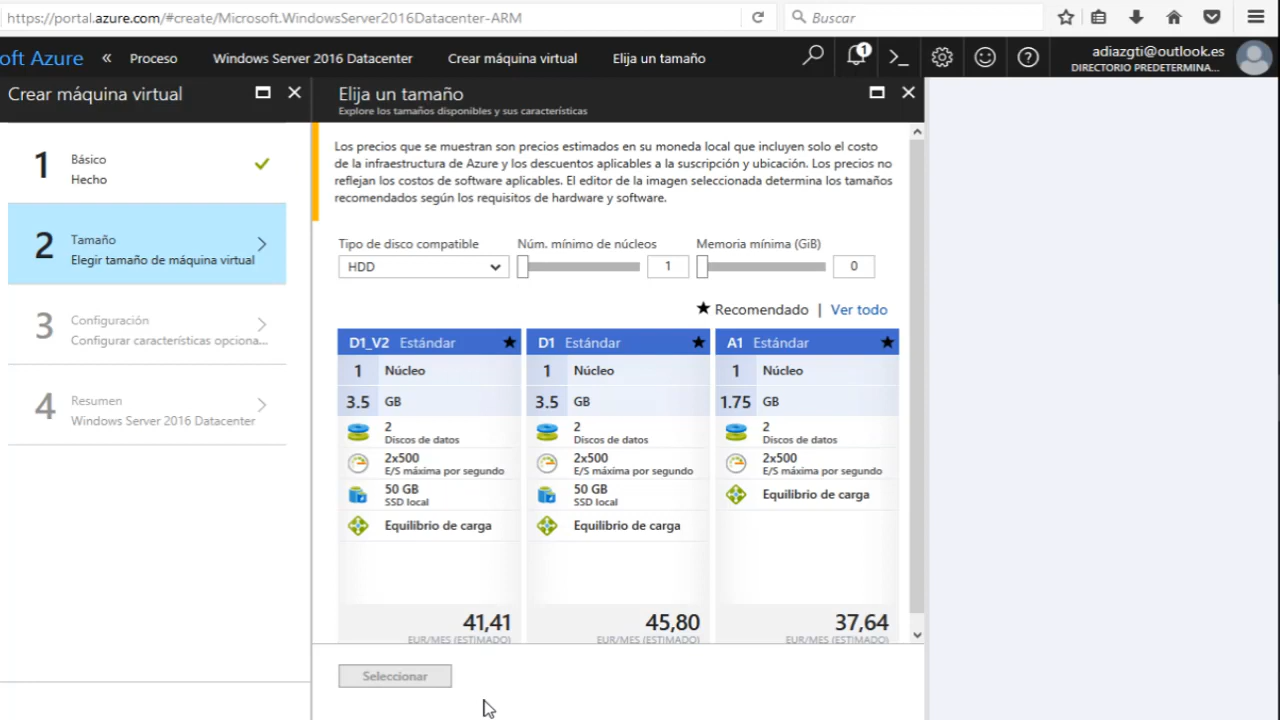 https://portal.azure.com/#create/Microsoft.WindowsServer2016Datacenter-ARM
Buscar
oft Azure « Proceso Windows Server 2016 Datacenter Crear máquina virtual Elija un tamaño
1
adiazgti@outlook.es
DIRECTORIO PREDETERMINA...
Crear máquina virtual
1 Básico
Hecho
2 Tamaño
Elegir tamaño de máquina virtual
3 Configuración
Configurar características opciona...
4 Resumen
Windows Server 2016 Datacenter
Elija un tamaño
Explore los tamaños disponibles y sus características
Los precios que se muestran son precios estimados en su moneda local que incluyen solo el costo
de la infraestructura de Azure y los descuentos aplicables a la suscripción y ubicación. Los precios no
reflejan los costos de software aplicables. El editor de la imagen seleccionada determina los tamaños
recomendados según los requisitos de hardware y software.
Tipo de disco compatible Núm. mínimo de núcleos Memoria mínima (GiB)
HDD 1 0
★ Recomendado | Ver todo
D1_V2 Estándar ★
1 Núcleo
3.5 GB
2
Discos de datos
2x500
E/S máxima por segundo
50 GB
SSD local
Equilibrio de carga
41,41
EUR/MES (ESTIMADO)
D1 Estándar ★
1 Núcleo
3.5 GB
2
Discos de datos
2x500
E/S máxima por segundo
50 GB
SSD local
Equilibrio de carga
45,80
EUR/MES (ESTIMADO)
A1 Estándar ★
1 Núcleo
1.75 GB
2
Discos de datos
2x500
E/S máxima por segundo
Equilibrio de carga
37,64
EUR/MES (ESTIMADO)
Seleccionar